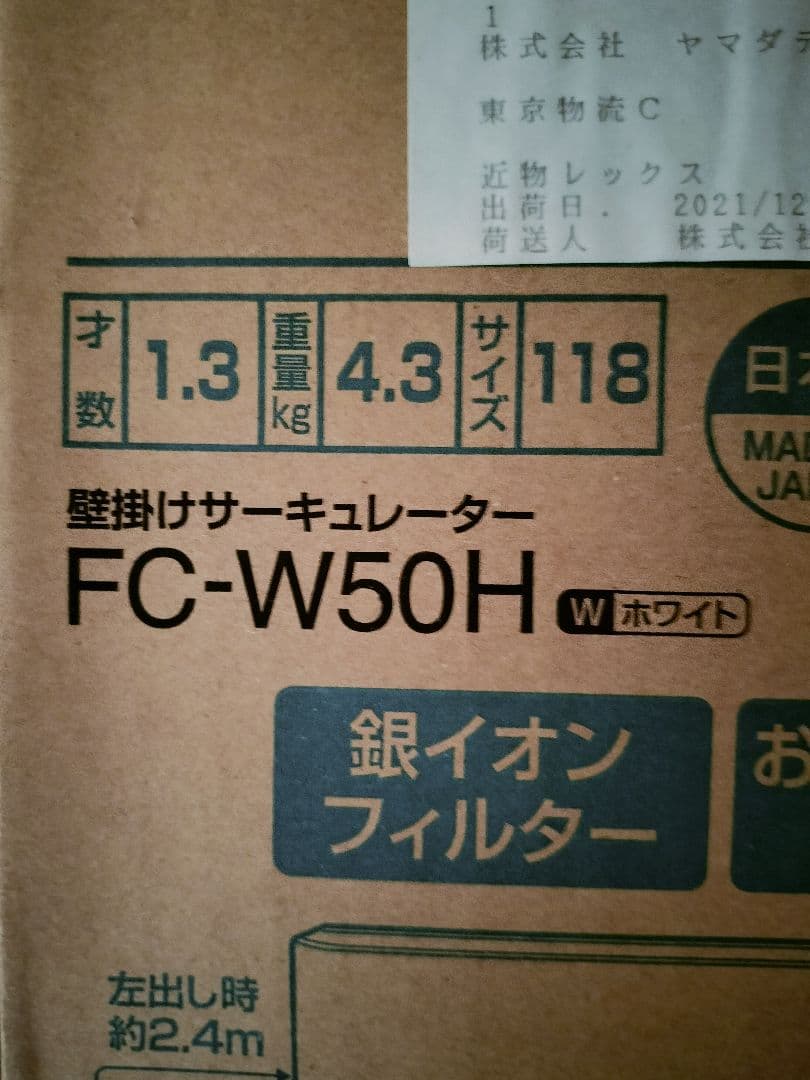 1
株式会社 ヤマダデ
東京物流C
近物レックス
出荷日. 2021/12
荷送人 株式会社
才数 1.3 重量kg 4.3 サイズ 118
日本
MAD
JAP
壁掛けサーキュレーター
FC-W50H W ホワイト
銀イオン
フィルター
お
左出し時
約2.4m